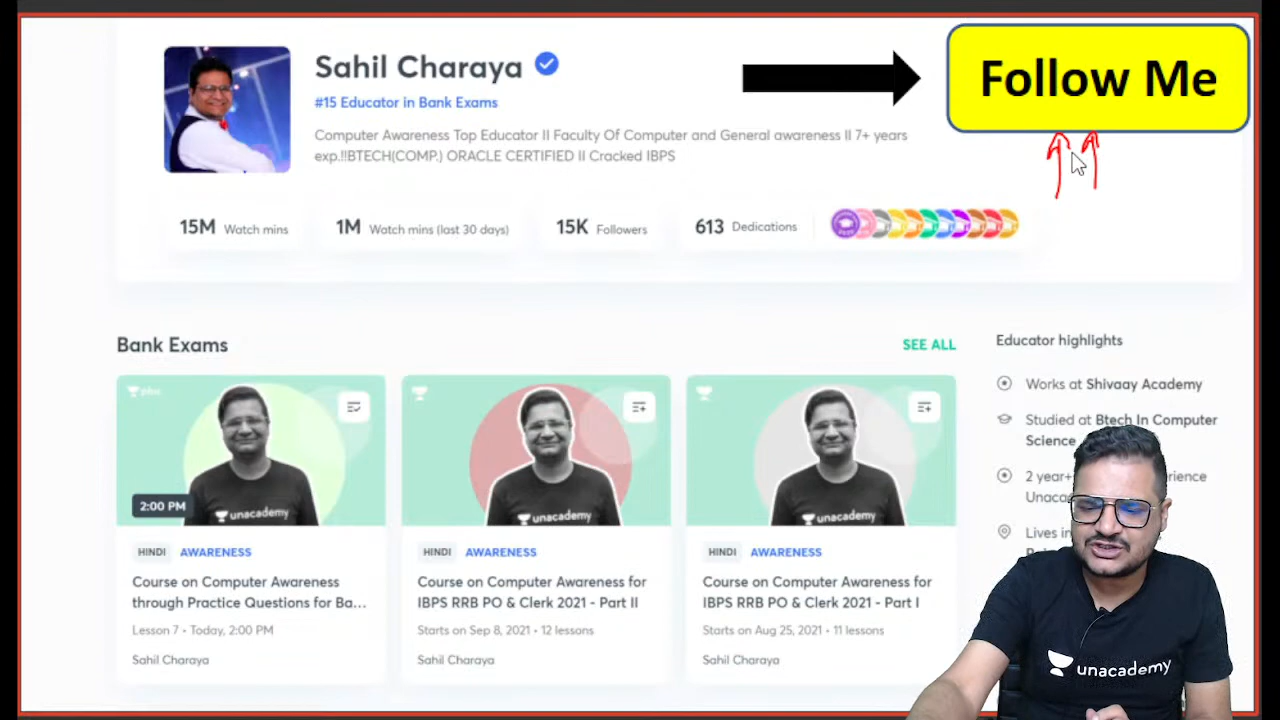 Sahil Charaya
Follow Me
#15 Educator in Bank Exams
Computer Awareness Top Educator II Faculty Of Computer and General awareness II 7+ years
exp.!!BTECH(COMP.) ORACLE CERTIFIED II Cracked IBPS
15M Watch mins
1M Watch mins (last 30 days)
15K Followers
613 Dedications
Bank Exams
SEE ALL
plus
2:00 PM
unacademy
HINDI AWARENESS
Course on Computer Awareness
through Practice Questions for Ba...
Lesson 7 • Today, 2:00 PM
Sahil Charaya
unacademy
HINDI AWARENESS
Course on Computer Awareness for
IBPS RRB PO & Clerk 2021 - Part II
Starts on Sep 8, 2021 • 12 lessons
Sahil Charaya
unacademy
HINDI AWARENESS
Course on Computer Awareness for
IBPS RRB PO & Clerk 2021 - Part I
Starts on Aug 25, 2021 • 11 lessons
Sahil Charaya
Educator highlights
Works at Shivaay Academy
Studied at Btech In Computer
Science
2 year+
Lives in
unacademy